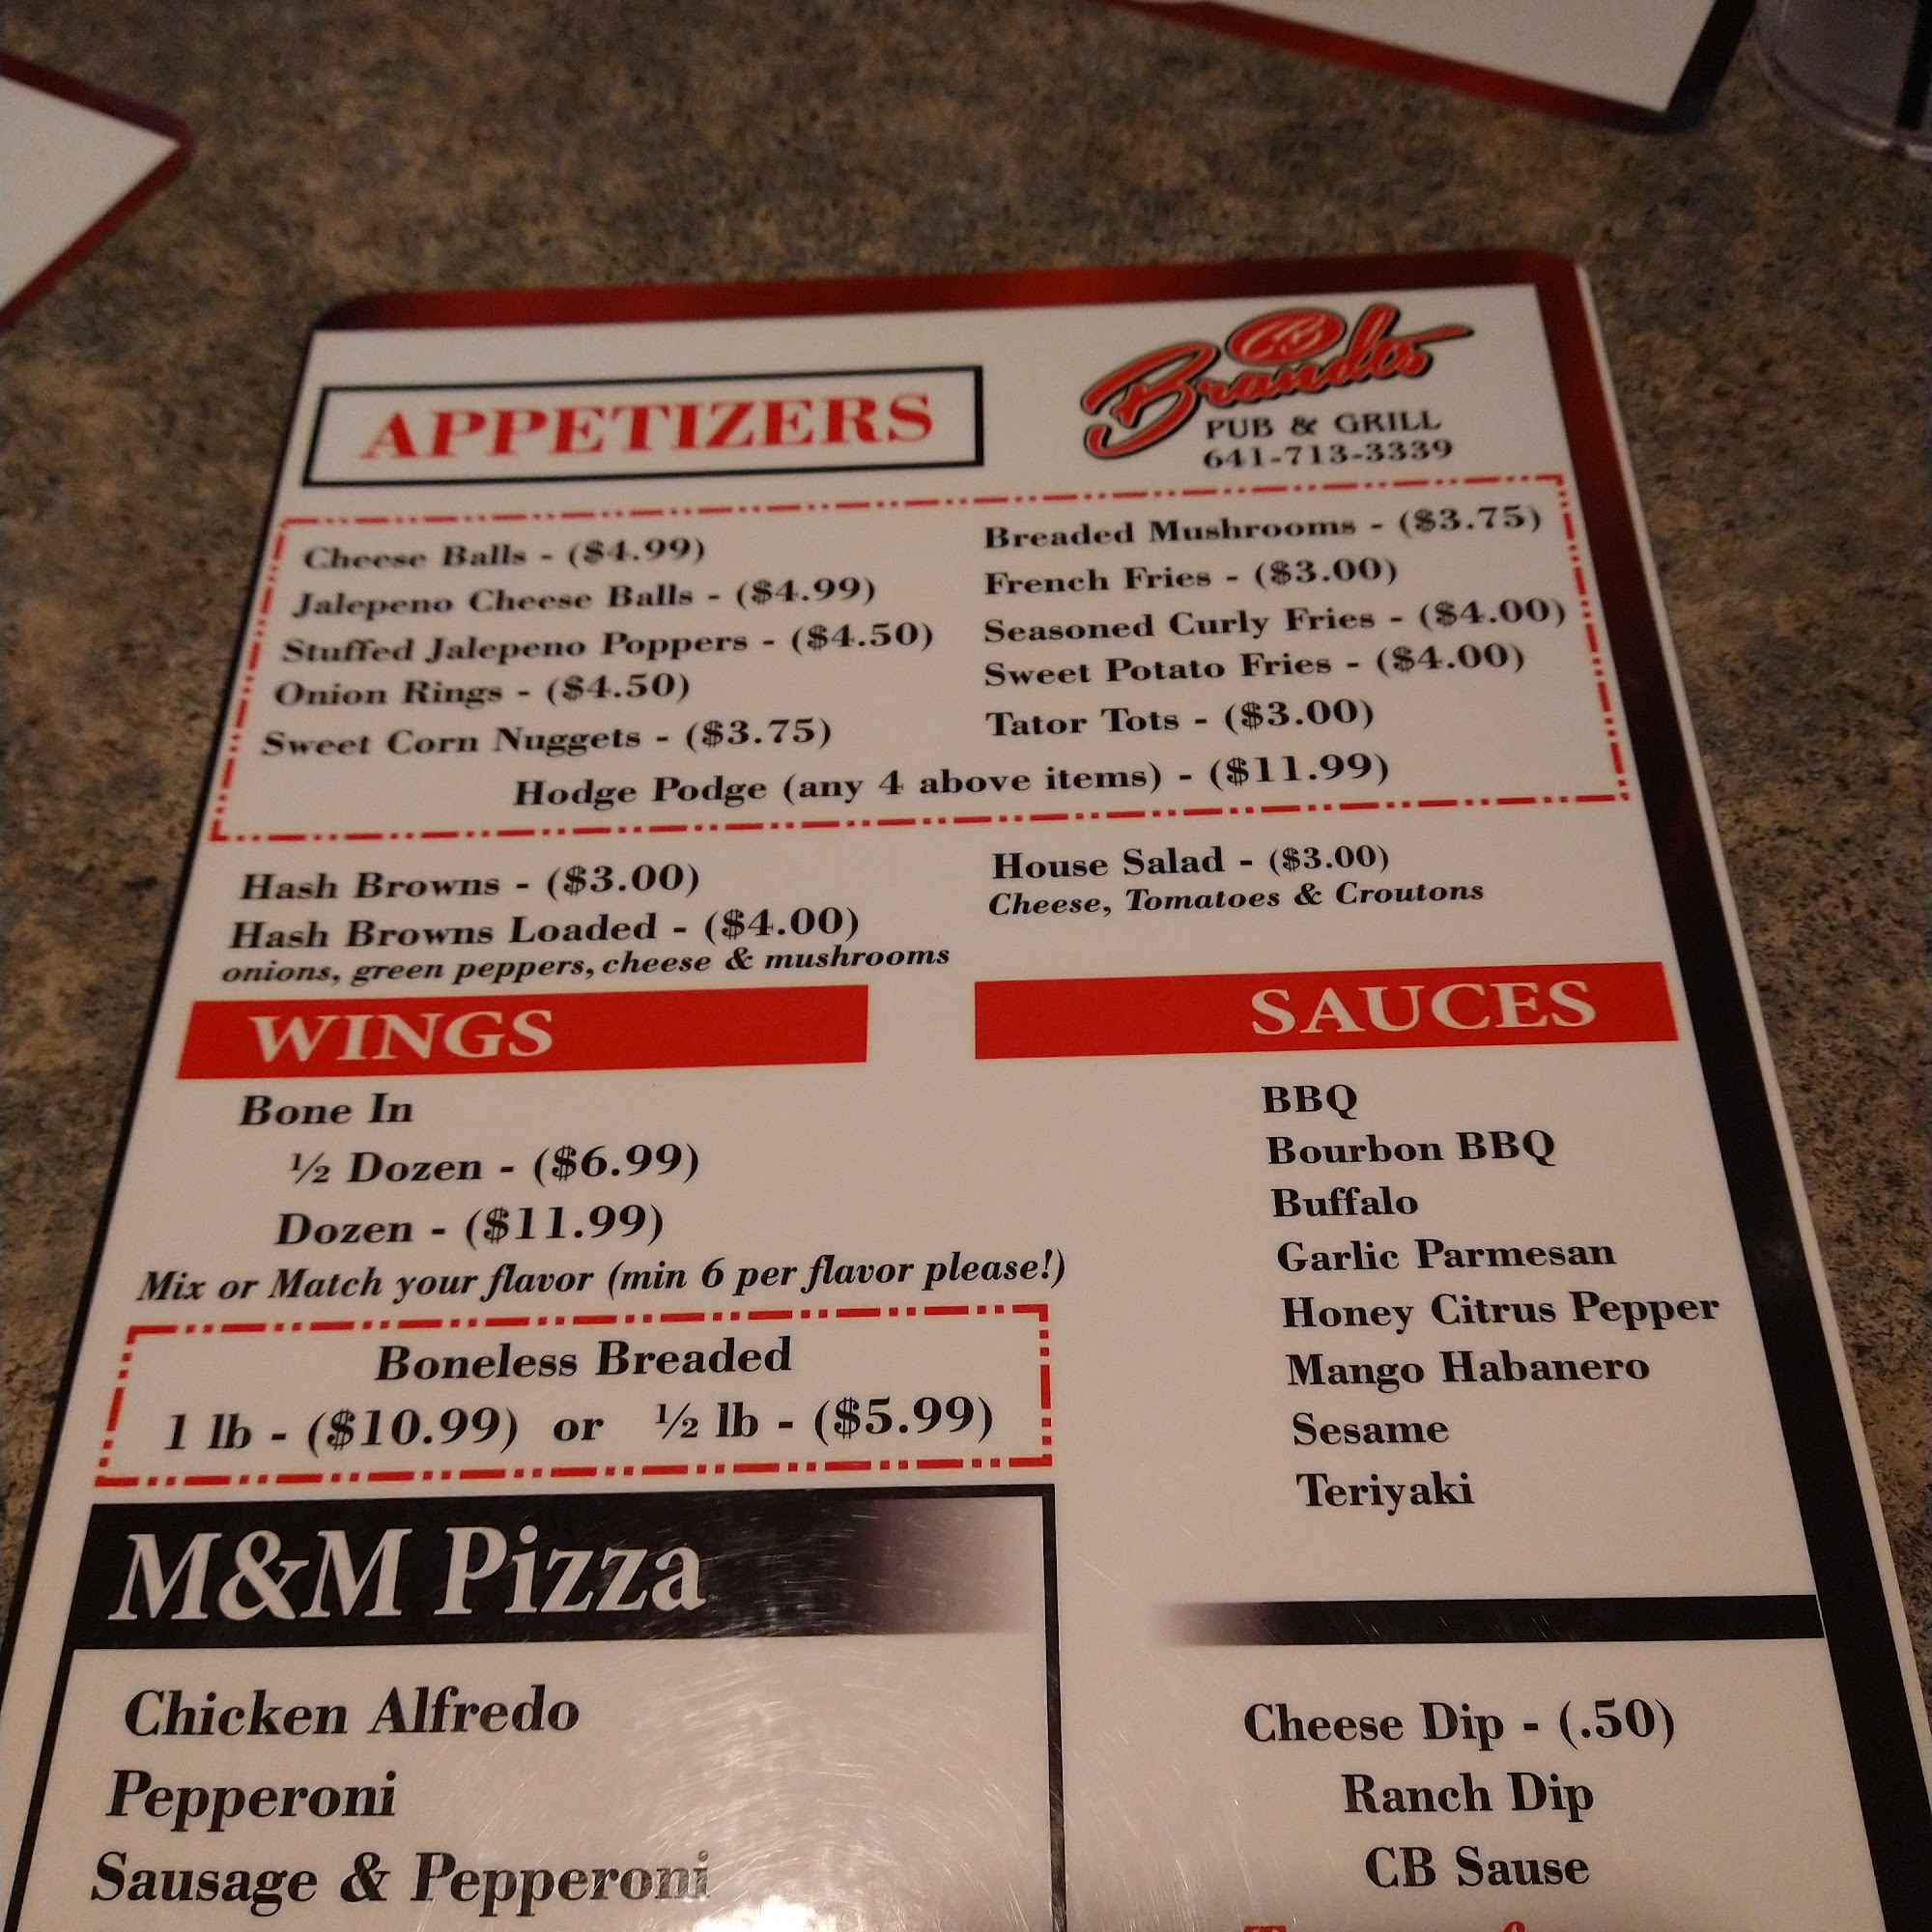 APPETIZERS
Brandts
PUB & GRILL
641-713-3339
Cheese Balls - ($4.99)
Jalepeno Cheese Balls - ($4.99)
Stuffed Jalepeno Poppers - ($4.50)
Onion Rings - ($4.50)
Sweet Corn Nuggets - ($3.75)
Breaded Mushrooms - ($3.75)
French Fries - ($3.00)
Seasoned Curly Fries - ($4.00)
Sweet Potato Fries - ($4.00)
Tator Tots - ($3.00)
Hodge Podge (any 4 above items) - ($11.99)
Hash Browns - ($3.00)
Hash Browns Loaded - ($4.00)
onions, green peppers, cheese & mushrooms
House Salad - ($3.00)
Cheese, Tomatoes & Croutons
WINGS
Bone In
½ Dozen - ($6.99)
Dozen - ($11.99)
Mix or Match your flavor (min 6 per flavor please!)
Boneless Breaded
1 lb - ($10.99) or ½ lb - ($5.99)
SAUCES
BBQ
Bourbon BBQ
Buffalo
Garlic Parmesan
Honey Citrus Pepper
Mango Habanero
Sesame
Teriyaki
M&M Pizza
Chicken Alfredo
Pepperoni
Sausage & Pepperoni
Cheese Dip - (.50)
Ranch Dip
CB Sause